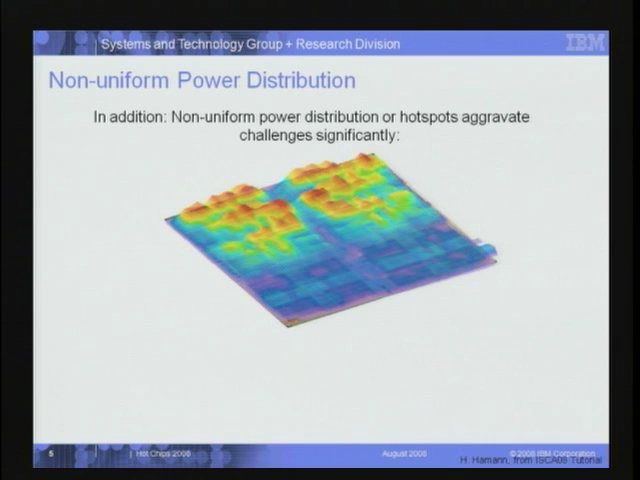 Systems and Technology Group + Research Division
IBM
Non-uniform Power Distribution
In addition: Non-uniform power distribution or hotspots aggravate
challenges significantly:
5 | Hot Chips 2008 August 2008 © 2008 IBM Corporation
H. Hamann, from ISCA08 Tutorial